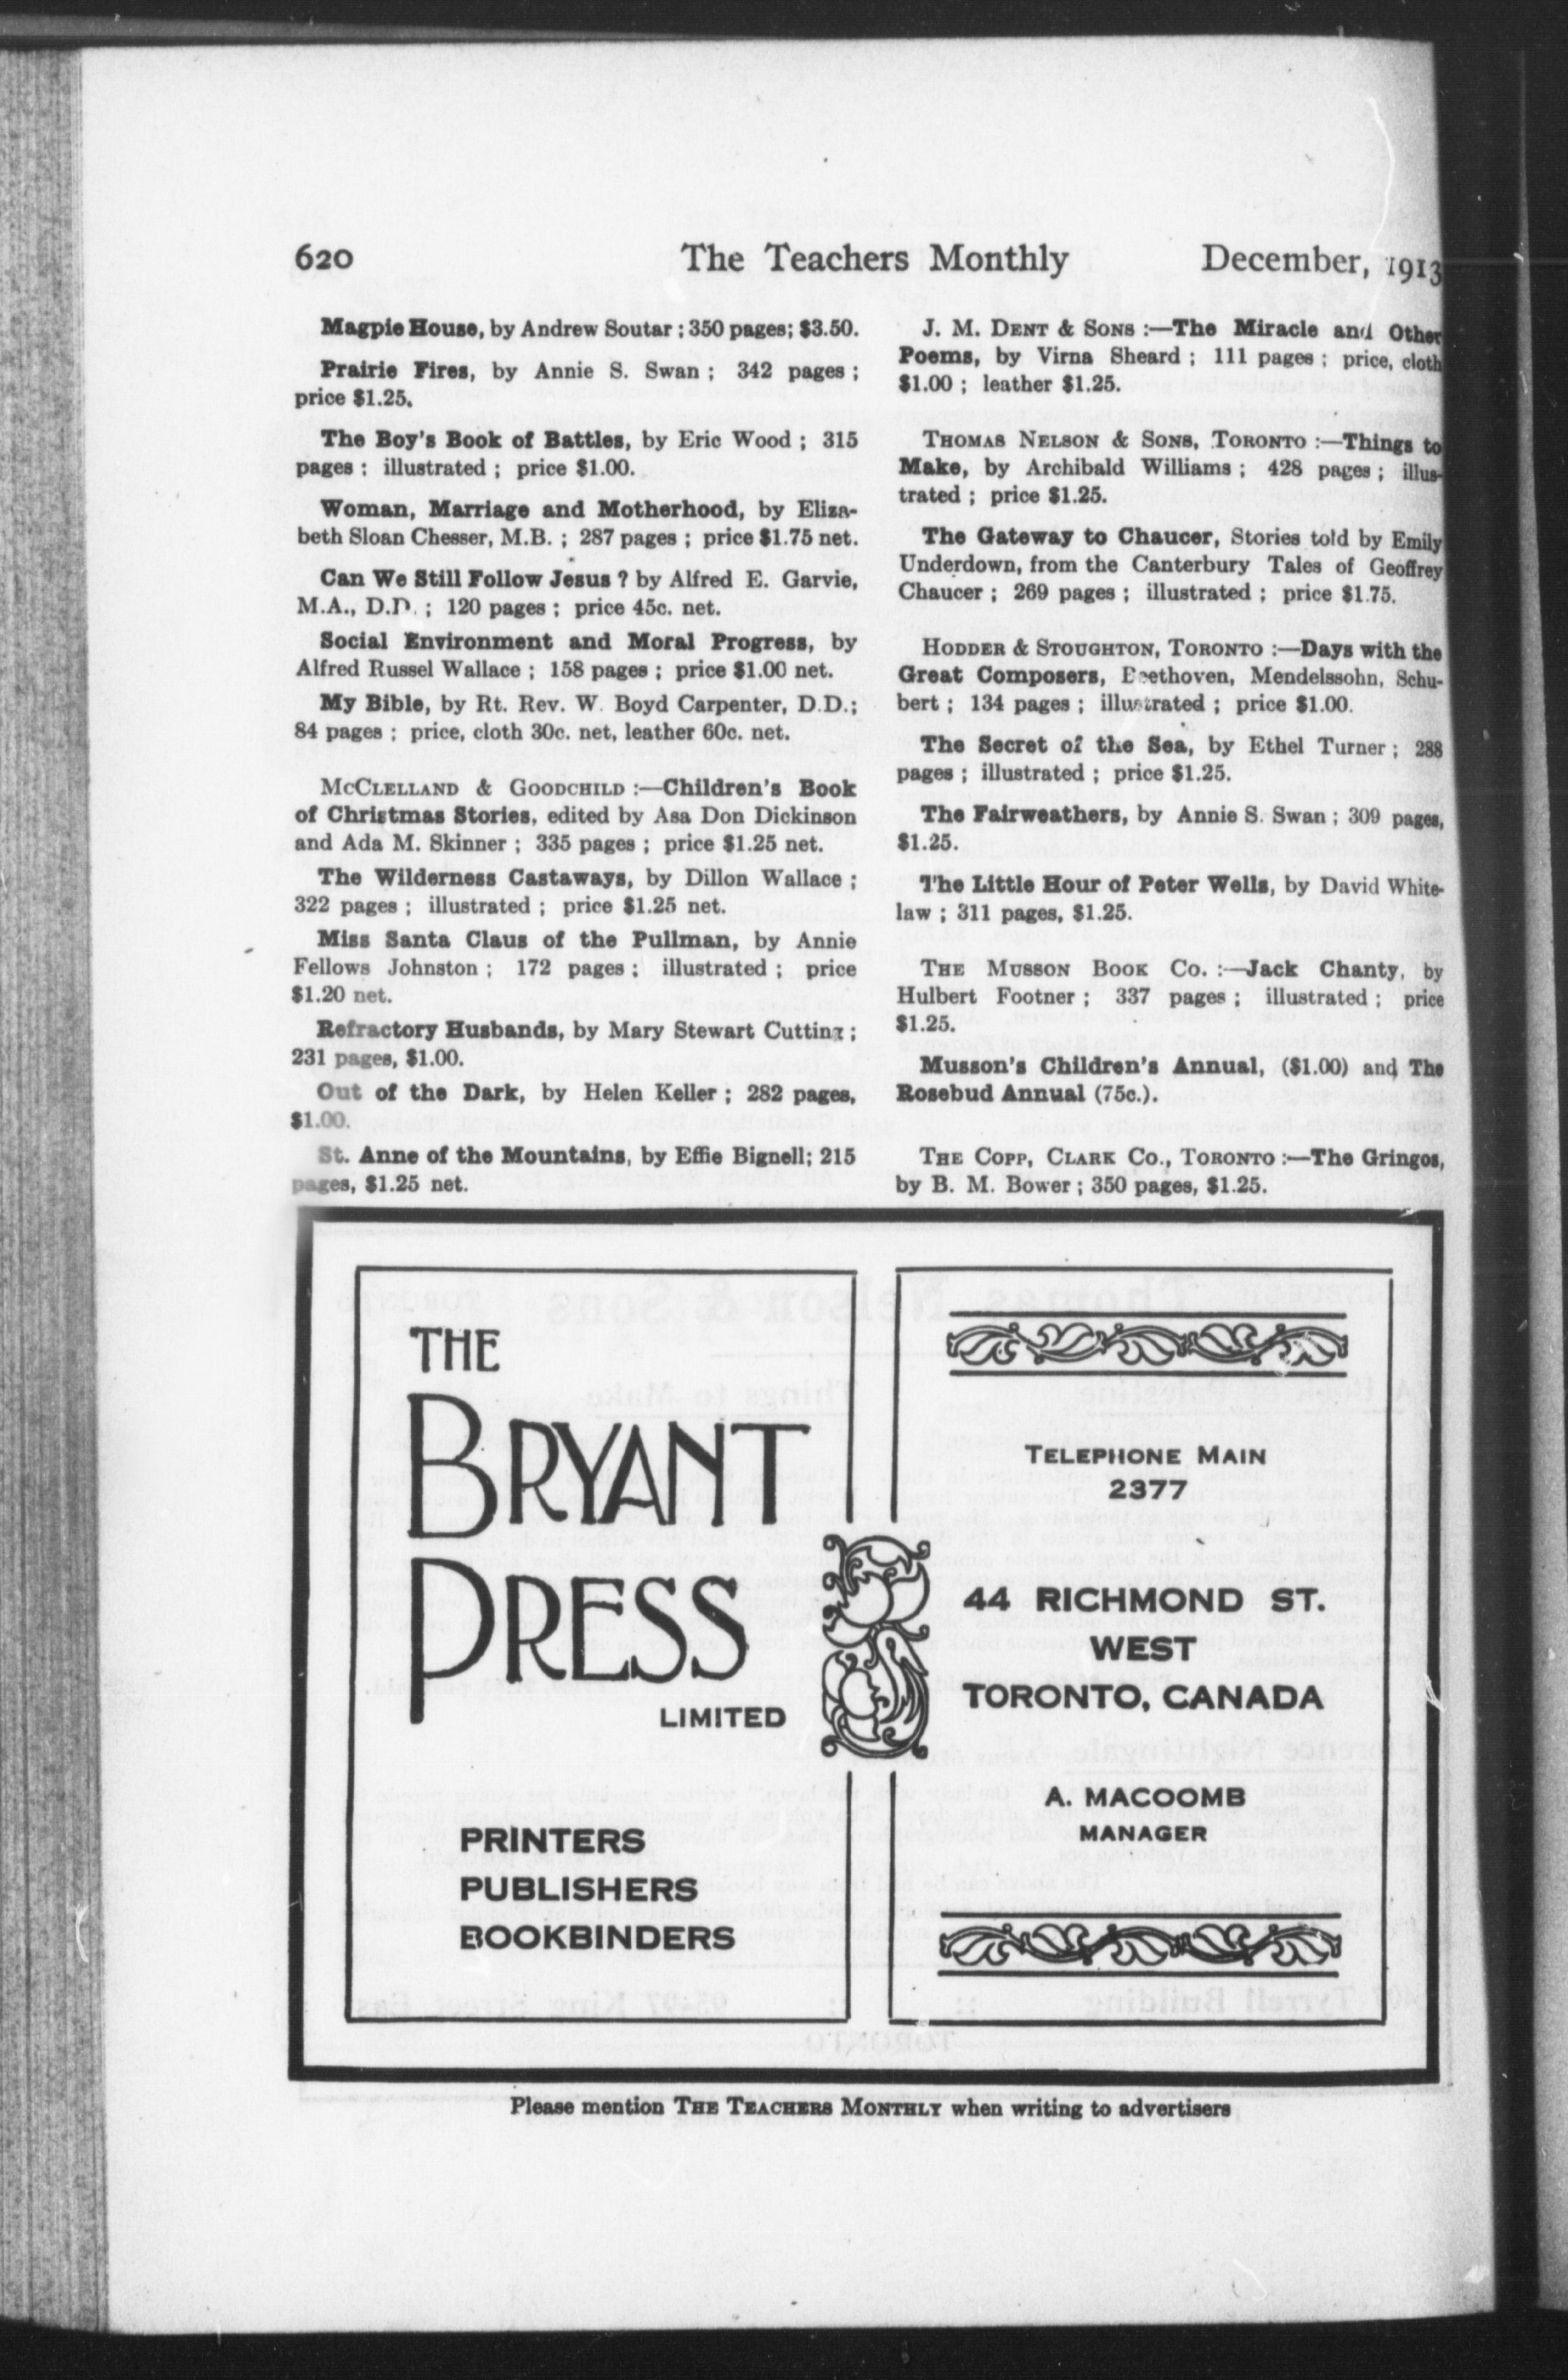 620 The Teachers Monthly December, 1913
Magpie House, by Andrew Soutar ; 350 pages; $3.50.
Prairie Fires, by Annie S. Swan ; 342 pages ;
price $1.25.
The Boy's Book of Battles, by Eric Wood ; 315
pages ; illustrated ; price $1.00.
Woman, Marriage and Motherhood, by Eliza-
beth Sloan Chesser, M.B. ; 287 pages ; price $1.75 net.
Can We Still Follow Jesus ? by Alfred E. Garvie,
M.A., D.D. ; 120 pages ; price 45c. net.
Social Environment and Moral Progress, by
Alfred Russel Wallace ; 158 pages ; price $1.00 net.
My Bible, by Rt. Rev. W. Boyd Carpenter, D.D.;
84 pages ; price, cloth 30c. net, leather 60c. net.
McClelland & Goodchild :—Children's Book
of Christmas Stories, edited by Asa Don Dickinson
and Ada M. Skinner ; 335 pages ; price $1.25 net.
The Wilderness Castaways, by Dillon Wallace ;
322 pages ; illustrated ; price $1.25 net.
Miss Santa Claus of the Pullman, by Annie
Fellows Johnston ; 172 pages ; illustrated ; price
$1.20 net.
Refractory Husbands, by Mary Stewart Cutting ;
231 pages, $1.00.
Out of the Dark, by Helen Keller ; 282 pages,
$1.00.
St. Anne of the Mountains, by Effie Bignell; 215
pages, $1.25 net.
J. M. Dent & Sons :—The Miracle and Other
Poems, by Virna Sheard ; 111 pages ; price, cloth
$1.00 ; leather $1.25.
Thomas Nelson & Sons, Toronto :—Things to
Make, by Archibald Williams ; 428 pages ; illus-
trated ; price $1.25.
The Gateway to Chaucer, Stories told by Emily
Underdown, from the Canterbury Tales of Geoffrey
Chaucer ; 269 pages ; illustrated ; price $1.75.
Hodder & Stoughton, Toronto :—Days with the
Great Composers, Beethoven, Mendelssohn, Schu-
bert ; 134 pages ; illustrated ; price $1.00.
The Secret of the Sea, by Ethel Turner ; 288
pages ; illustrated ; price $1.25.
The Fairweathers, by Annie S. Swan ; 309 pages,
$1.25.
The Little Hour of Peter Wells, by David White-
law ; 311 pages, $1.25.
The Musson Book Co. :—Jack Chanty, by
Hulbert Footner ; 337 pages ; illustrated ; price
$1.25.
Musson's Children's Annual, ($1.00) and The
Rosebud Annual (75c.).
The Copp, Clark Co., Toronto :—The Gringos,
by B. M. Bower ; 350 pages, $1.25.
THE
BRYANT
PRESS
LIMITED
PRINTERS
PUBLISHERS
BOOKBINDERS
Telephone Main
2377
44 RICHMOND ST.
WEST
TORONTO, CANADA
A. MACOOMB
MANAGER
Please mention The Teachers Monthly when writing to advertisers